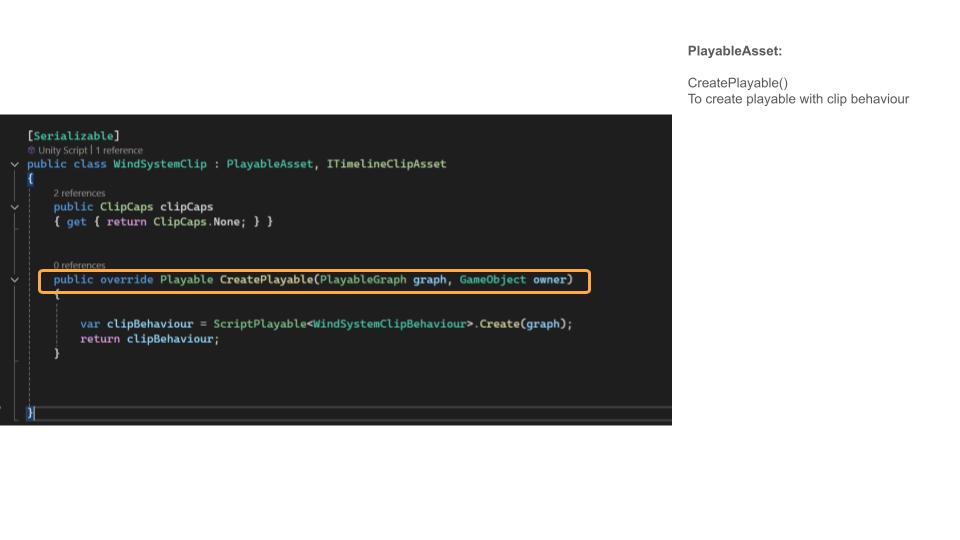 PlayableAsset:
CreatePlayable()
To create playable with clip behaviour
[Serializable]
Unity Script | 1 reference
public class WindSystemClip : PlayableAsset, ITimelineClipAsset
{
2 references
public ClipCaps clipCaps
{ get { return ClipCaps.None; } }
0 references
public override Playable CreatePlayable(PlayableGraph graph, GameObject owner)
{
var clipBehaviour = ScriptPlayable<WindSystemClipBehaviour>.Create(graph);
return clipBehaviour;
}
}